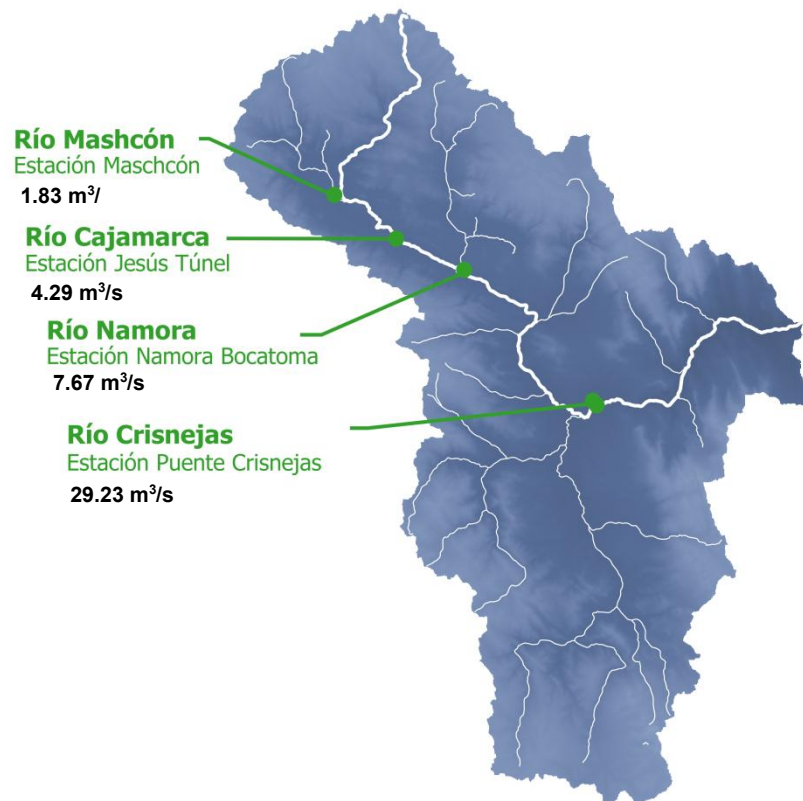 Río Mashcón
Estación Maschcón
1.83 m³/
Río Cajamarca
Estación Jesús Túnel
4.29 m³/s
Río Namora
Estación Namora Bocatoma
7.67 m³/s
Río Crisnejas
Estación Puente Crisnejas
29.23 m³/s